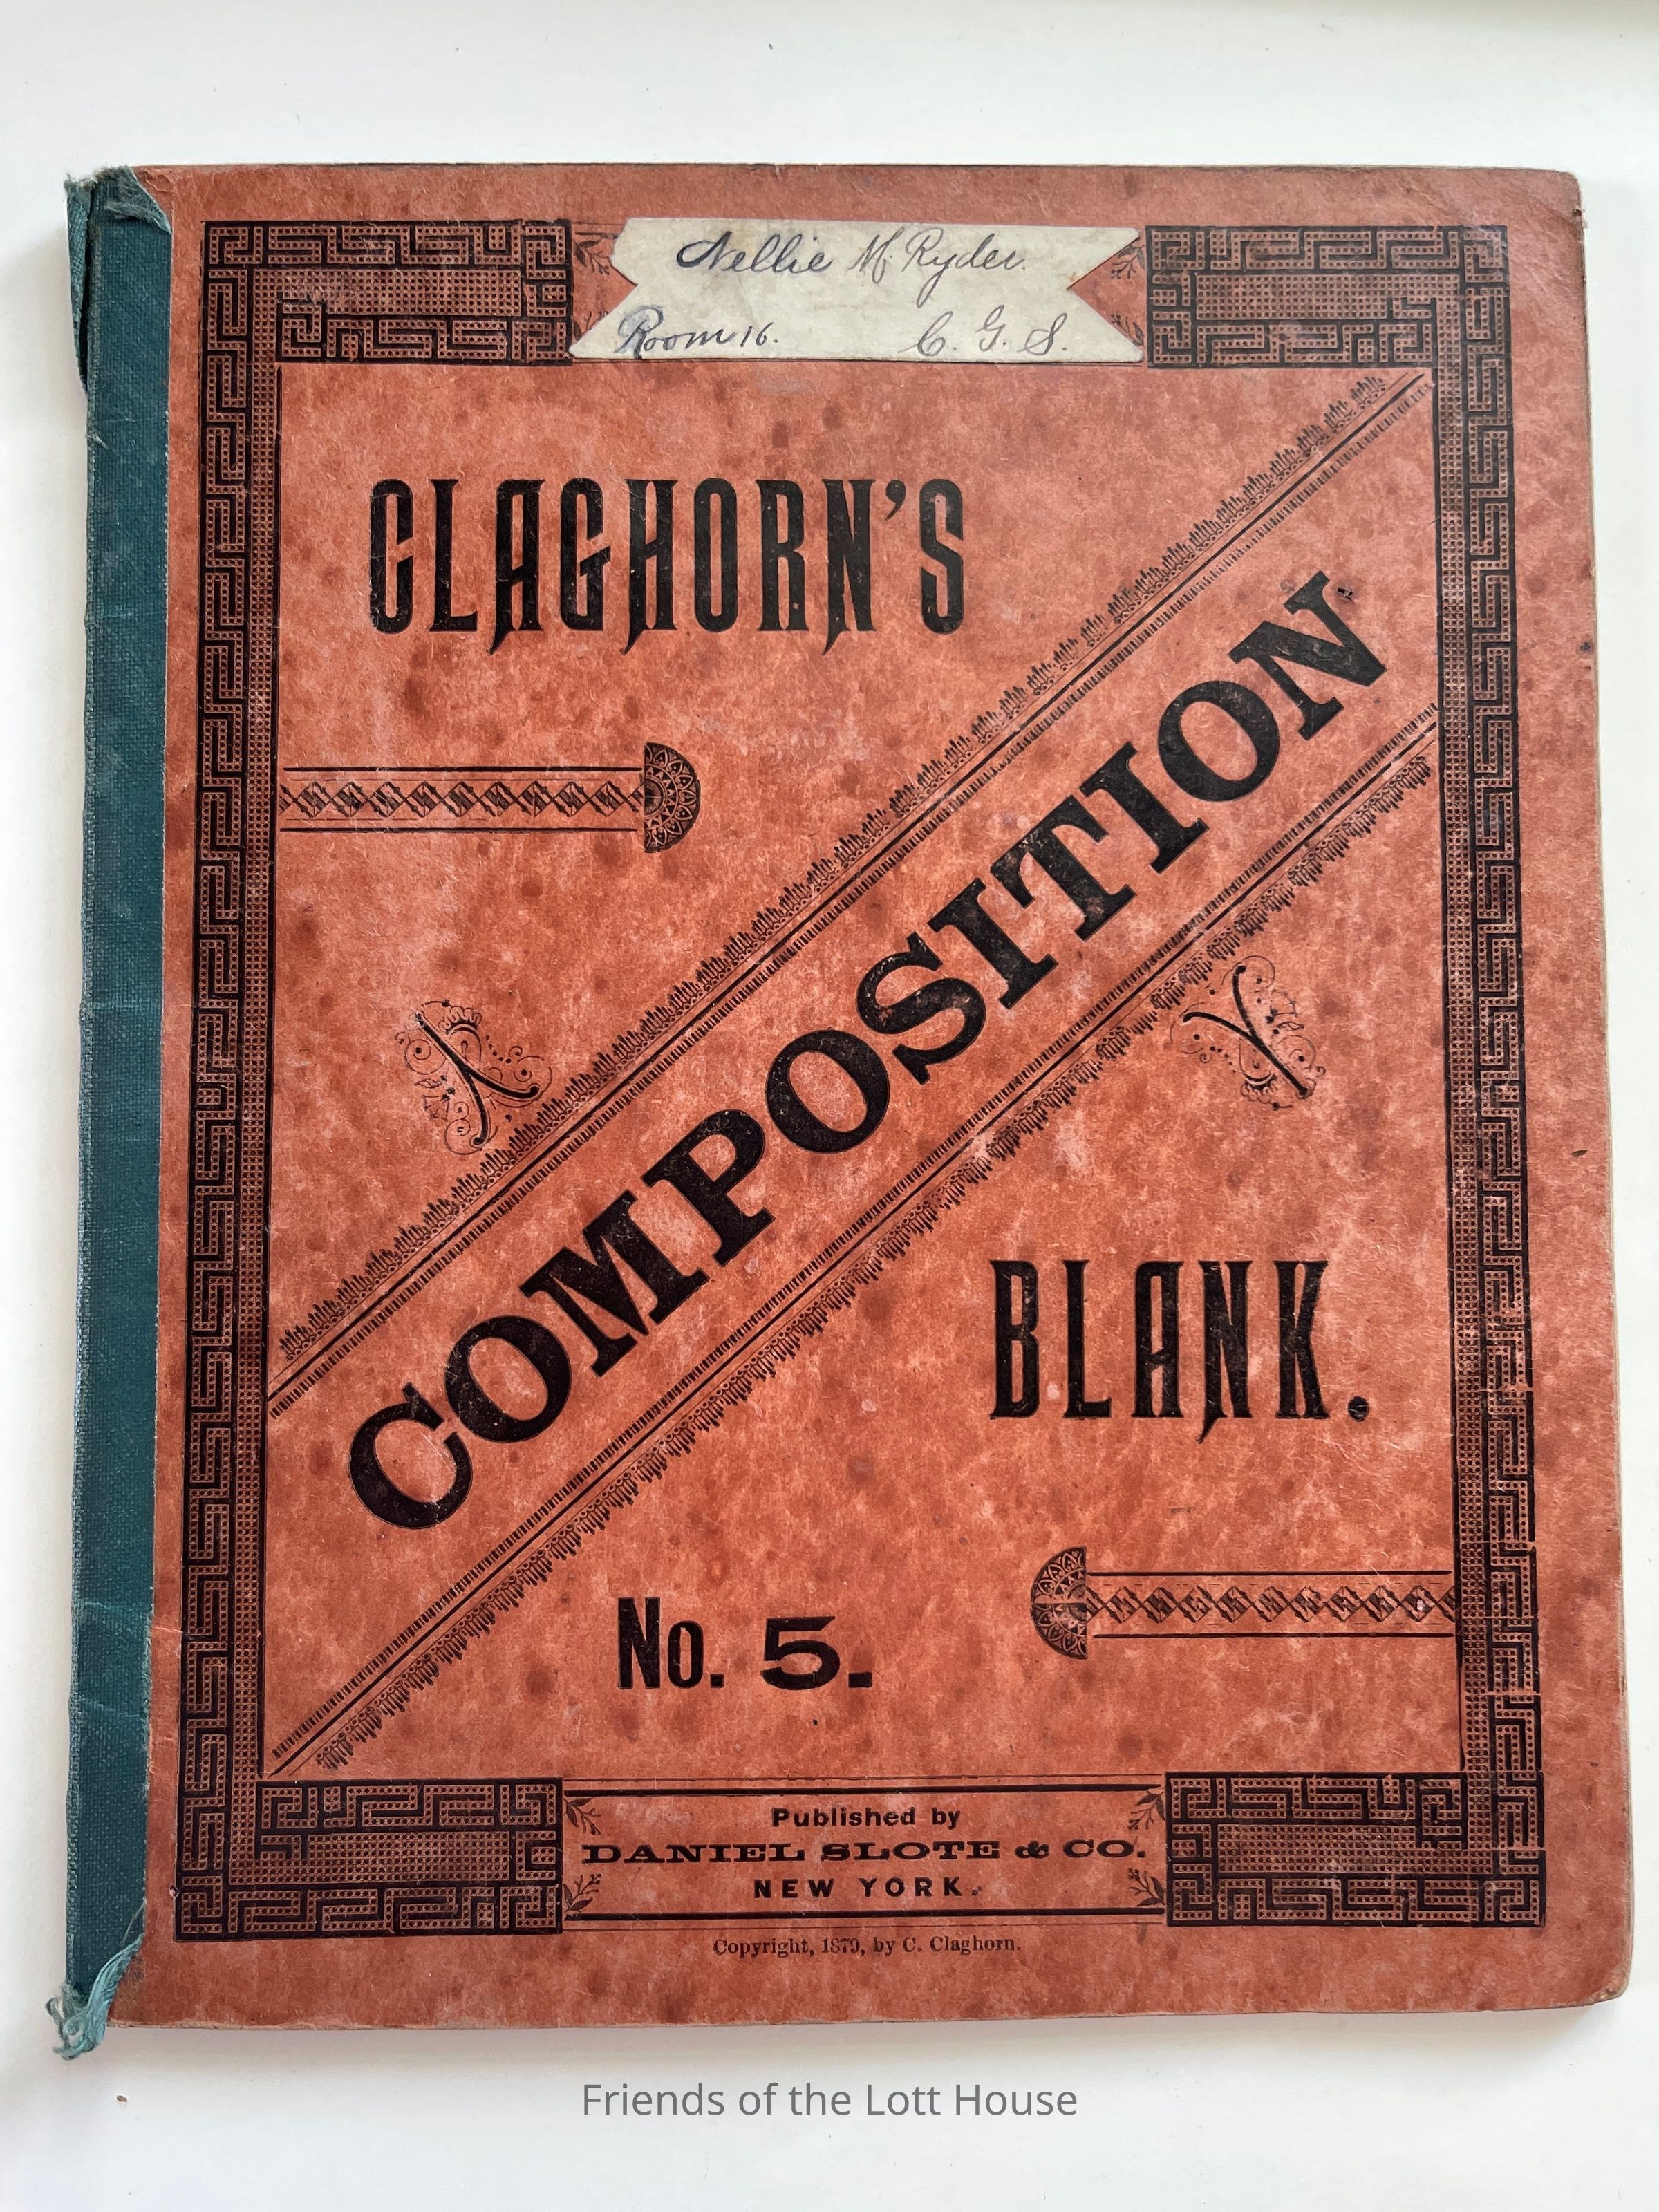 Nellie M. Ryder.
Room 16. C. G. S.
CLAGHORN'S
COMPOSITION
BLANK.
No. 5.
Published by
DANIEL SLOTE & CO.
NEW YORK.
Copyright, 1879, by C. Claghorn.
Friends of the Lott House